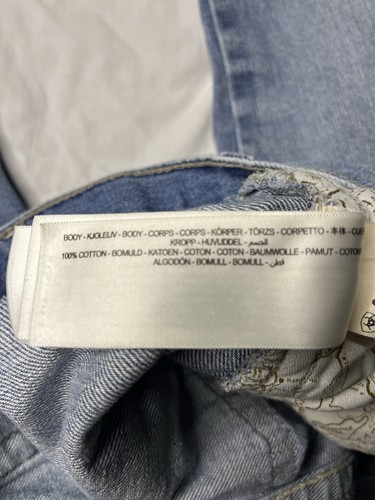 BODY - KJOLELIV - BODY - CORPS - CORPS - KÖRPER - TÖRZS - CORPETTO - 本体 -
KROPP - HUVUDDEL - الجسم
100% COTTON - BOMULD - KATOEN - COTON - COTON - BAUMWOLLE - PAMUT - COTON
ALGODÓN - BOMULL - BOMULL - قطن